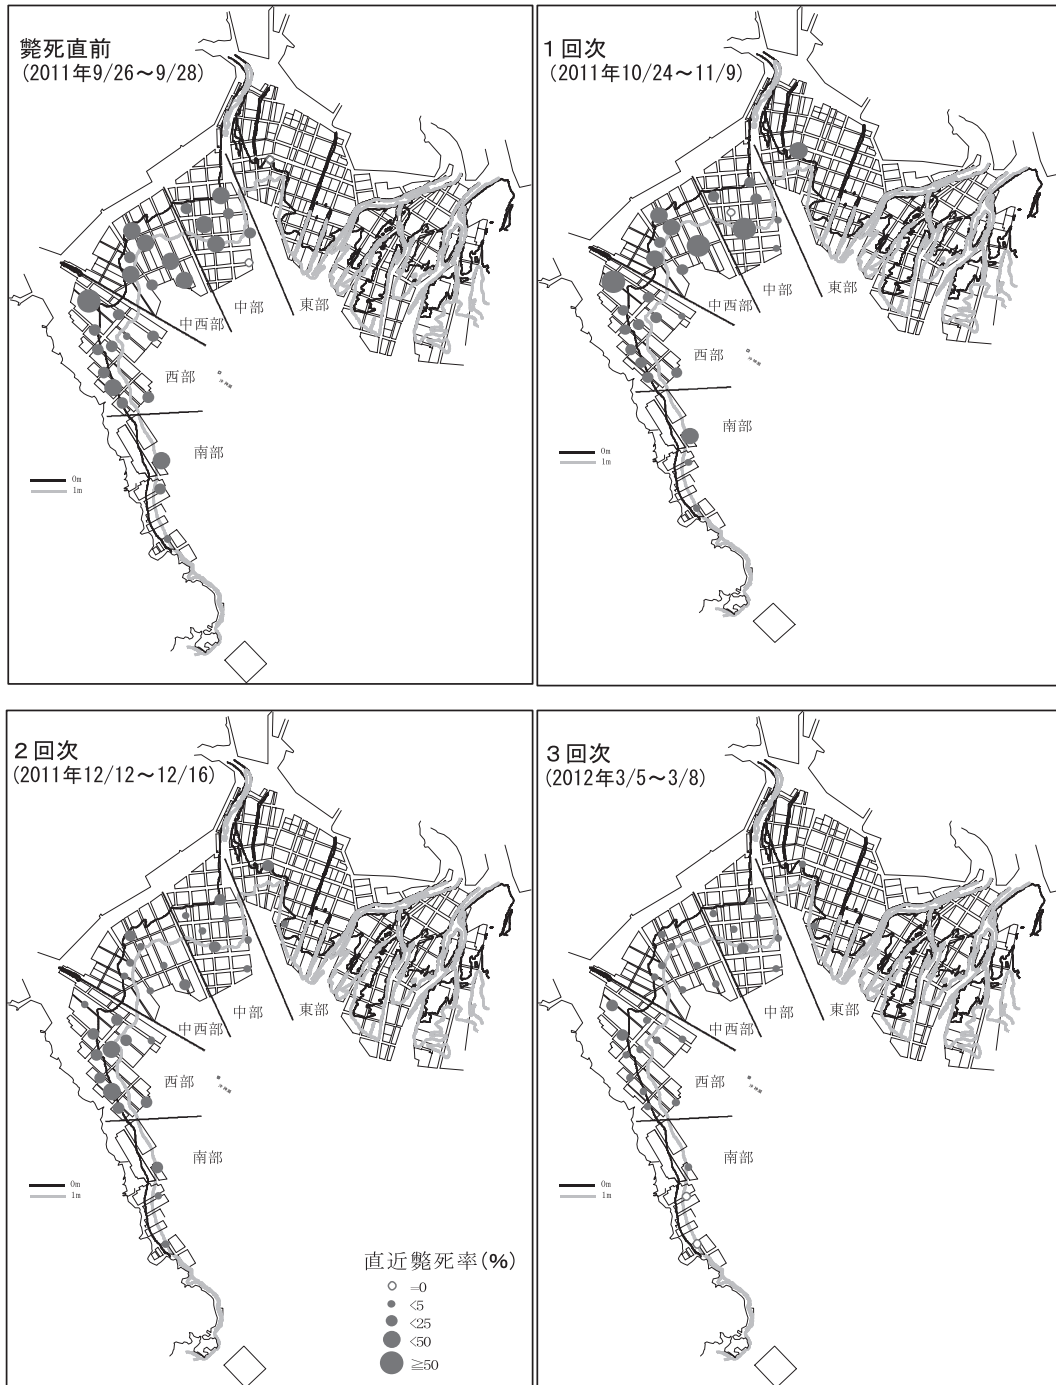 斃死直前
(2011年9/26～9/28)
中部
東部
中西部
西部
南部
0m
1m
1回次
(2011年10/24～11/9)
中部
東部
中西部
西部
南部
0m
1m
2回次
(2011年12/12～12/16)
中部
東部
中西部
西部
南部
0m
1m
直近斃死率(%)
=0
<5
<25
<50
≧50
3回次
(2012年3/5～3/8)
中部
東部
中西部
西部
南部
0m
1m